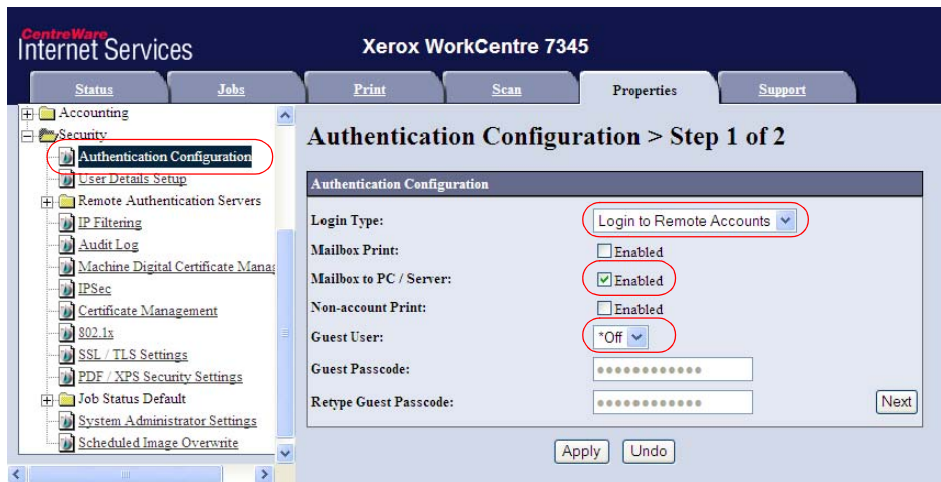 CentreWare
Internet Services
Xerox WorkCentre 7345
Status
Jobs
Print
Scan
Properties
Support
Accounting
Security
Authentication Configuration
User Details Setup
Remote Authentication Servers
IP Filtering
Audit Log
Machine Digital Certificate Manag
IPSec
Certificate Management
802.1x
SSL / TLS Settings
PDF / XPS Security Settings
Job Status Default
System Administrator Settings
Scheduled Image Overwrite
Authentication Configuration > Step 1 of 2
Authentication Configuration
Login Type: Login to Remote Accounts
Mailbox Print: Enabled
Mailbox to PC / Server: Enabled
Non-account Print: Enabled
Guest User: *Off
Guest Passcode:
Retype Guest Passcode:
Next
Apply Undo